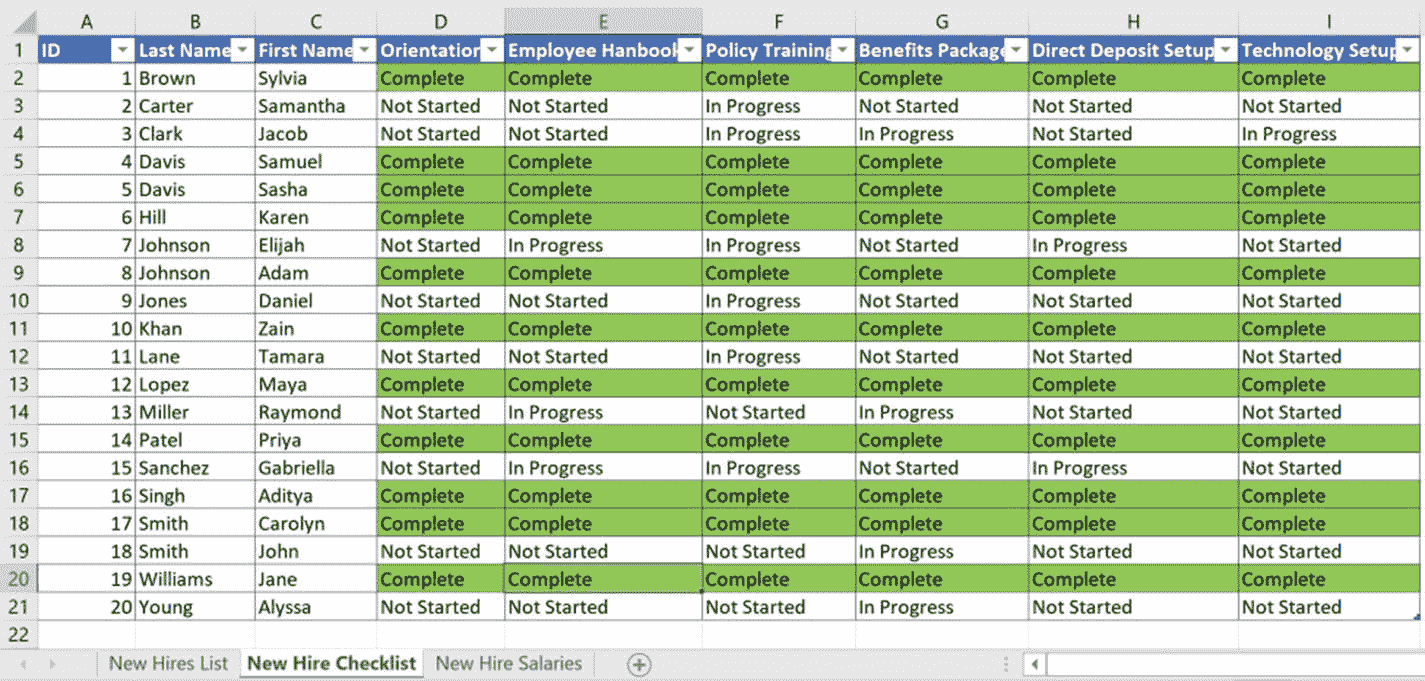 A B C D E F G H I
1 ID Last Name First Name Orientation Employee Hanbook Policy Training Benefits Package Direct Deposit Setup Technology Setup
2 1 Brown Sylvia Complete Complete Complete Complete Complete Complete
3 2 Carter Samantha Not Started Not Started In Progress Not Started Not Started Not Started
4 3 Clark Jacob Not Started Not Started In Progress In Progress Not Started In Progress
5 4 Davis Samuel Complete Complete Complete Complete Complete Complete
6 5 Davis Sasha Complete Complete Complete Complete Complete Complete
7 6 Hill Karen Complete Complete Complete Complete Complete Complete
8 7 Johnson Elijah Not Started In Progress In Progress Not Started In Progress Not Started
9 8 Johnson Adam Complete Complete Complete Complete Complete Complete
10 9 Jones Daniel Not Started Not Started In Progress Not Started Not Started Not Started
11 10 Khan Zain Complete Complete Complete Complete Complete Complete
12 11 Lane Tamara Not Started Not Started In Progress Not Started Not Started Not Started
13 12 Lopez Maya Complete Complete Complete Complete Complete Complete
14 13 Miller Raymond Not Started In Progress Not Started In Progress Not Started Not Started
15 14 Patel Priya Complete Complete Complete Complete Complete Complete
16 15 Sanchez Gabriella Not Started In Progress In Progress Not Started In Progress Not Started
17 16 Singh Aditya Complete Complete Complete Complete Complete Complete
18 17 Smith Carolyn Complete Complete Complete Complete Complete Complete
19 18 Smith John Not Started Not Started Not Started In Progress Not Started Not Started
20 19 Williams Jane Complete Complete Complete Complete Complete Complete
21 20 Young Alyssa Not Started Not Started Not Started In Progress Not Started Not Started
22
New Hires List New Hire Checklist New Hire Salaries